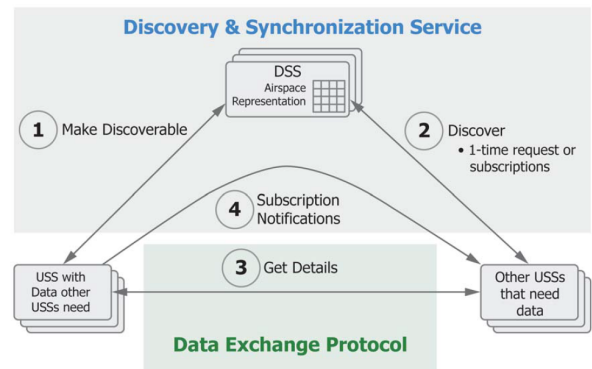 Discovery & Synchronization Service
DSS
Airspace
Representation
1 Make Discoverable
2 Discover
• 1-time request or
subscriptions
4 Subscription
Notifications
USS with
Data other
USSs need
3 Get Details
Other USSs
that need
data
Data Exchange Protocol